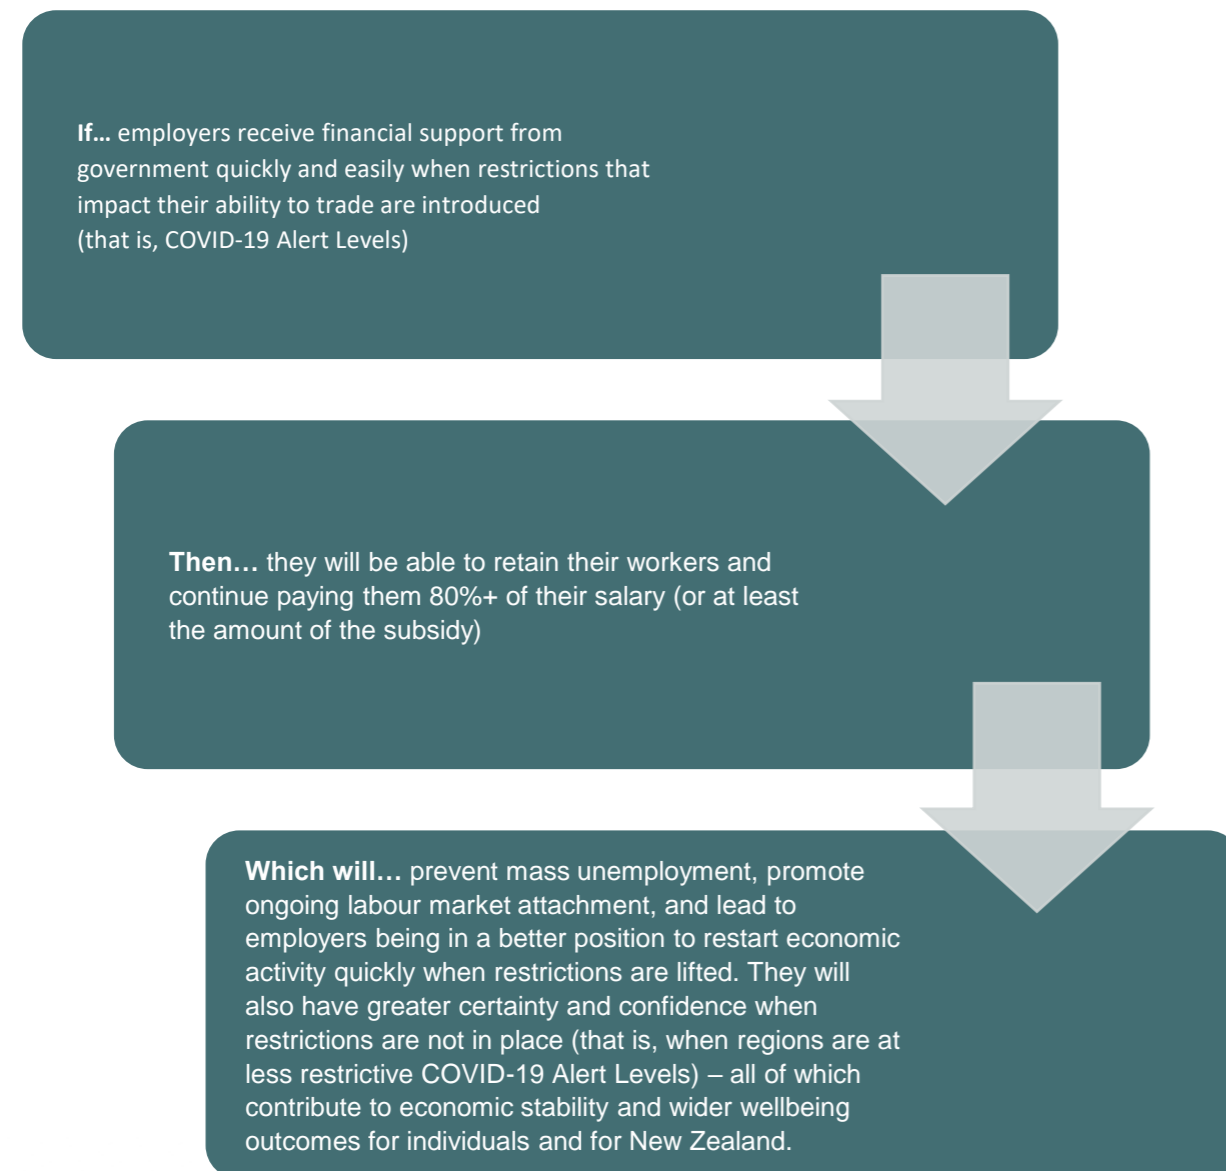 If... employers receive financial support from
government quickly and easily when restrictions that
impact their ability to trade are introduced
(that is, COVID-19 Alert Levels)
Then… they will be able to retain their workers and
continue paying them 80%+ of their salary (or at least
the amount of the subsidy)
Which will… prevent mass unemployment, promote
ongoing labour market attachment, and lead to
employers being in a better position to restart economic
activity quickly when restrictions are lifted. They will
also have greater certainty and confidence when
restrictions are not in place (that is, when regions are at
less restrictive COVID-19 Alert Levels) – all of which
contribute to economic stability and wider wellbeing
outcomes for individuals and for New Zealand.